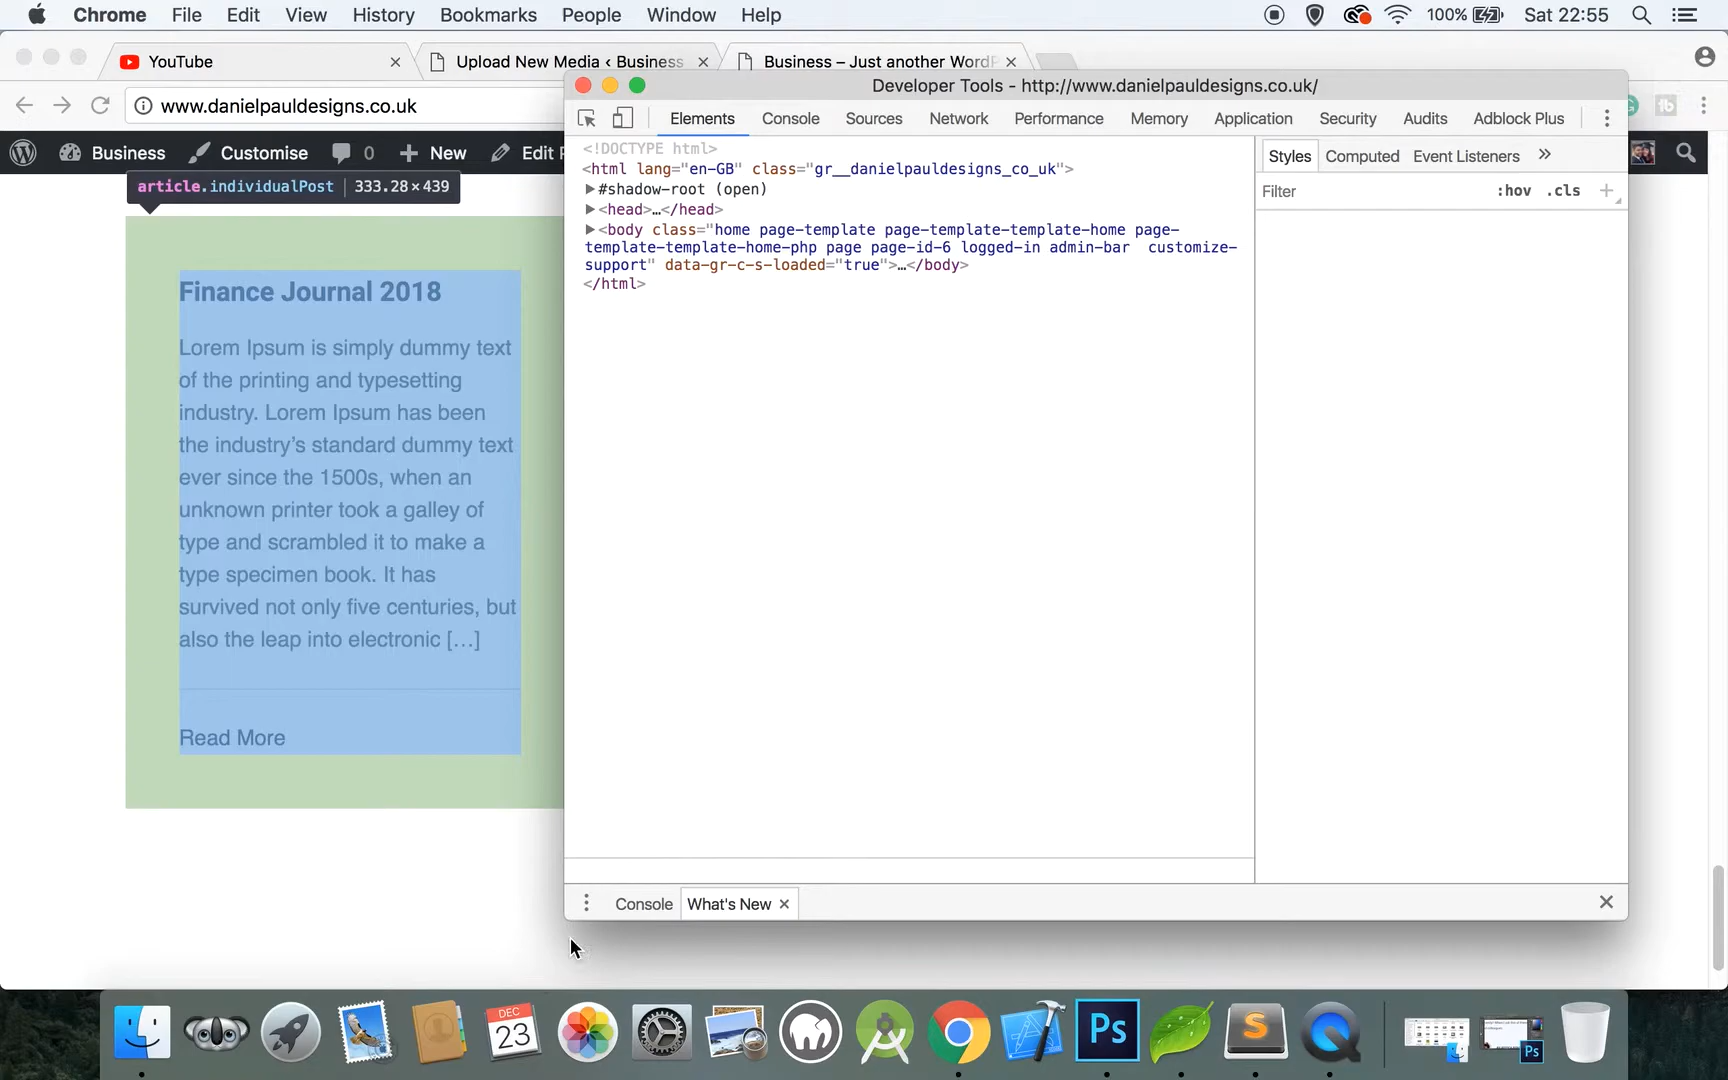 Chrome File Edit View History Bookmarks People Window Help 100% Sat 22:55
YouTube Upload New Media ‹ Business Business – Just another WordP
www.danielpauldesigns.co.uk
Business Customise 0 New Edit P
article.individualPost 333.28×439
Finance Journal 2018
Lorem Ipsum is simply dummy text
of the printing and typesetting
industry. Lorem Ipsum has been
the industry’s standard dummy text
ever since the 1500s, when an
unknown printer took a galley of
type and scrambled it to make a
type specimen book. It has
survived not only five centuries, but
also the leap into electronic […]
Read More
Developer Tools - http://www.danielpauldesigns.co.uk/
Elements Console Sources Network Performance Memory Application Security Audits Adblock Plus
<!DOCTYPE html>
<html lang="en-GB" class="gr__danielpauldesigns_co_uk">
#shadow-root (open)
<head>…</head>
<body class="home page-template page-template-template-home page-
template-template-home-php page page-id-6 logged-in admin-bar customize-
support" data-gr-c-s-loaded="true">…</body>
</html>
Styles Computed Event Listeners »
Filter :hov .cls +
Console What's New
DEC
23
Ps
S
Ps